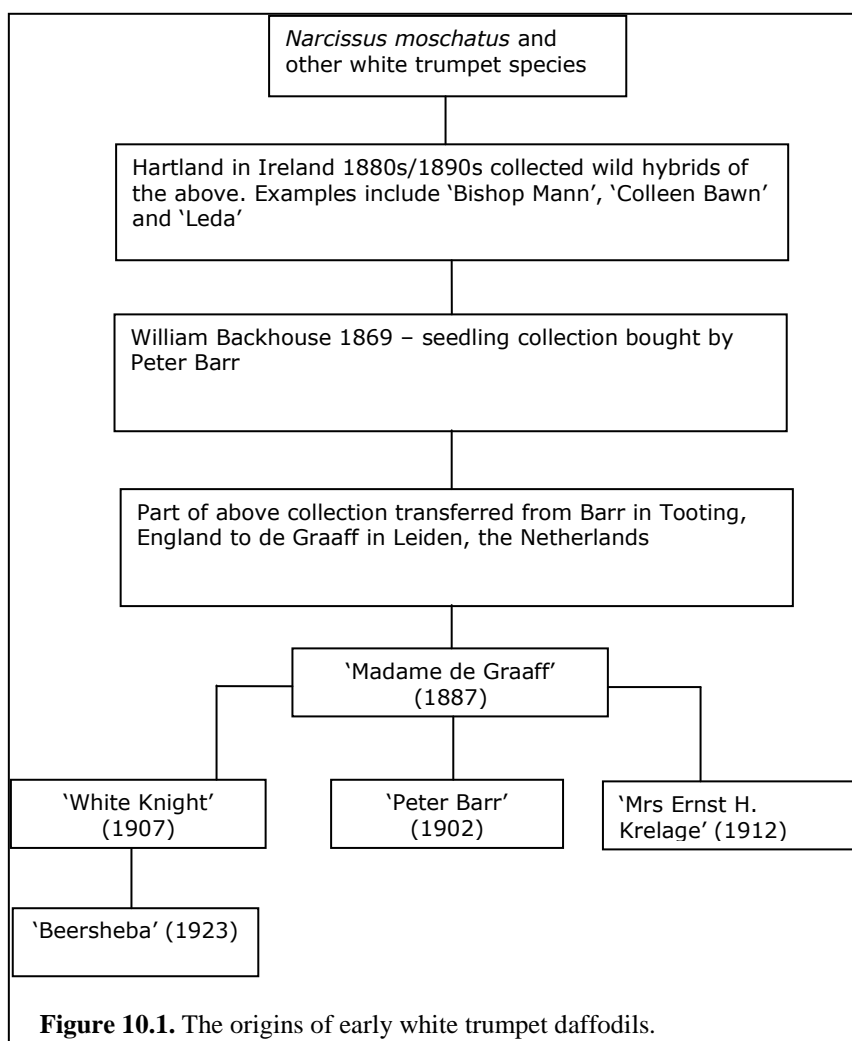 Narcissus moschatus and
other white trumpet species
Hartland in Ireland 1880s/1890s collected wild hybrids of
the above. Examples include ‘Bishop Mann’, ‘Colleen Bawn’
and ‘Leda’
William Backhouse 1869 – seedling collection bought by
Peter Barr
Part of above collection transferred from Barr in Tooting,
England to de Graaff in Leiden, the Netherlands
‘Madame de Graaff’
(1887)
‘White Knight’
(1907)
‘Peter Barr’
(1902)
‘Mrs Ernst H.
Krelage’ (1912)
‘Beersheba’ (1923)
Figure 10.1. The origins of early white trumpet daffodils.